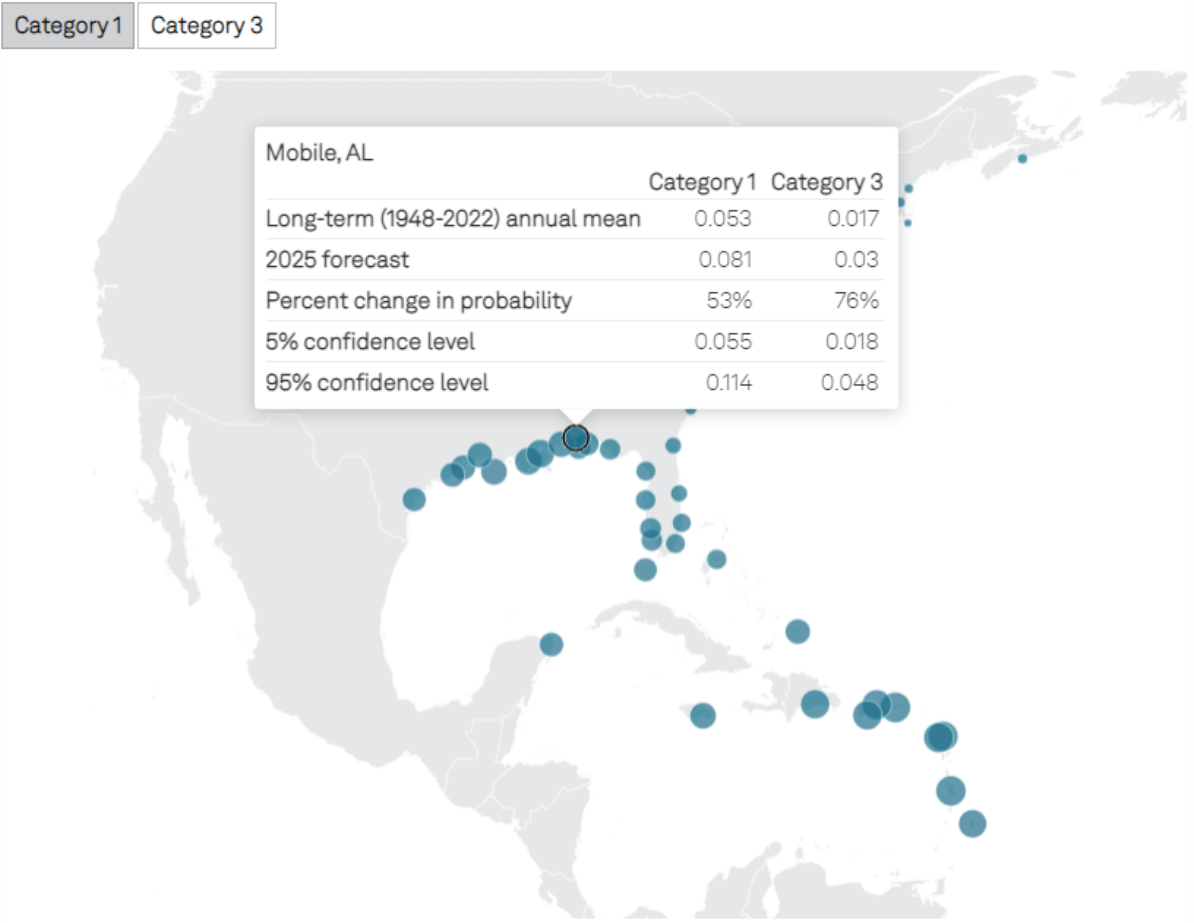 Category 1 Category 3
Mobile, AL
Category 1 Category 3
Long-term (1948-2022) annual mean 0.053 0.017
2025 forecast 0.081 0.03
Percent change in probability 53% 76%
5% confidence level 0.055 0.018
95% confidence level 0.114 0.048